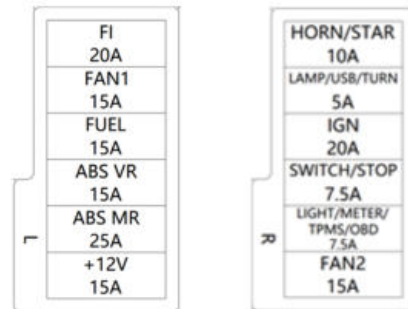 FI
20A
FAN1
15A
FUEL
15A
ABS VR
15A
ABS MR
25A
+12V
15A
L
HORN/STAR
10A
LAMP/USB/TURN
5A
IGN
20A
SWITCH/STOP
7.5A
LIGHT/METER/
TPMS/OBD
7.5A
FAN2
15A
R